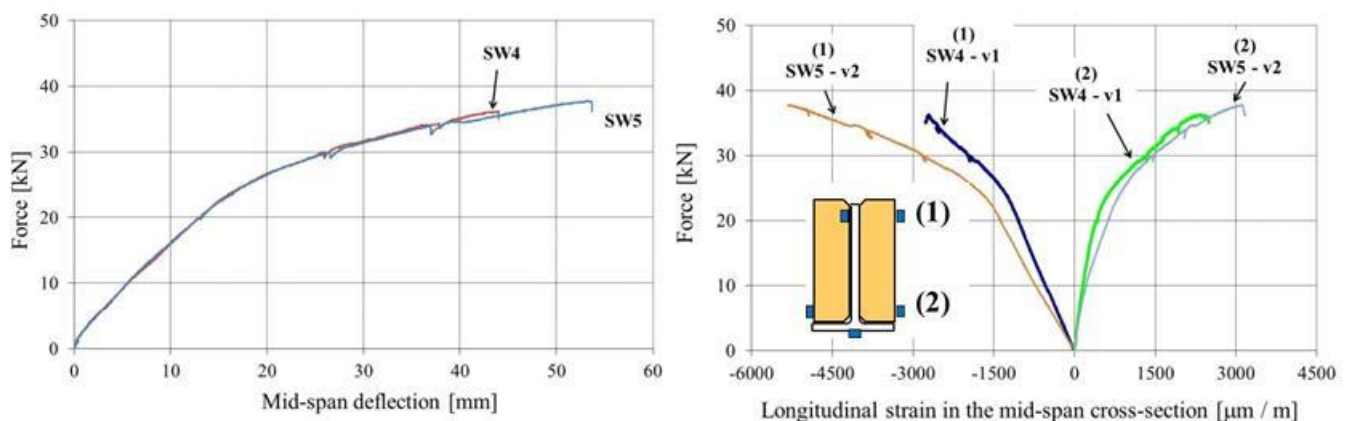 50
40
30
20
10
0
Force [kN]
SW4
SW5
0 10 20 30 40 50 60
Mid-span deflection [mm]
50
40
30
20
10
0
Force [kN]
(1)
SW5 - v2
(1)
SW4 - v1
(2)
SW4 - v1
(2)
SW5 - v2
(1)
(2)
-6000 -4500 -3000 -1500 0 1500 3000 4500
Longitudinal strain in the mid-span cross-section [μm / m]